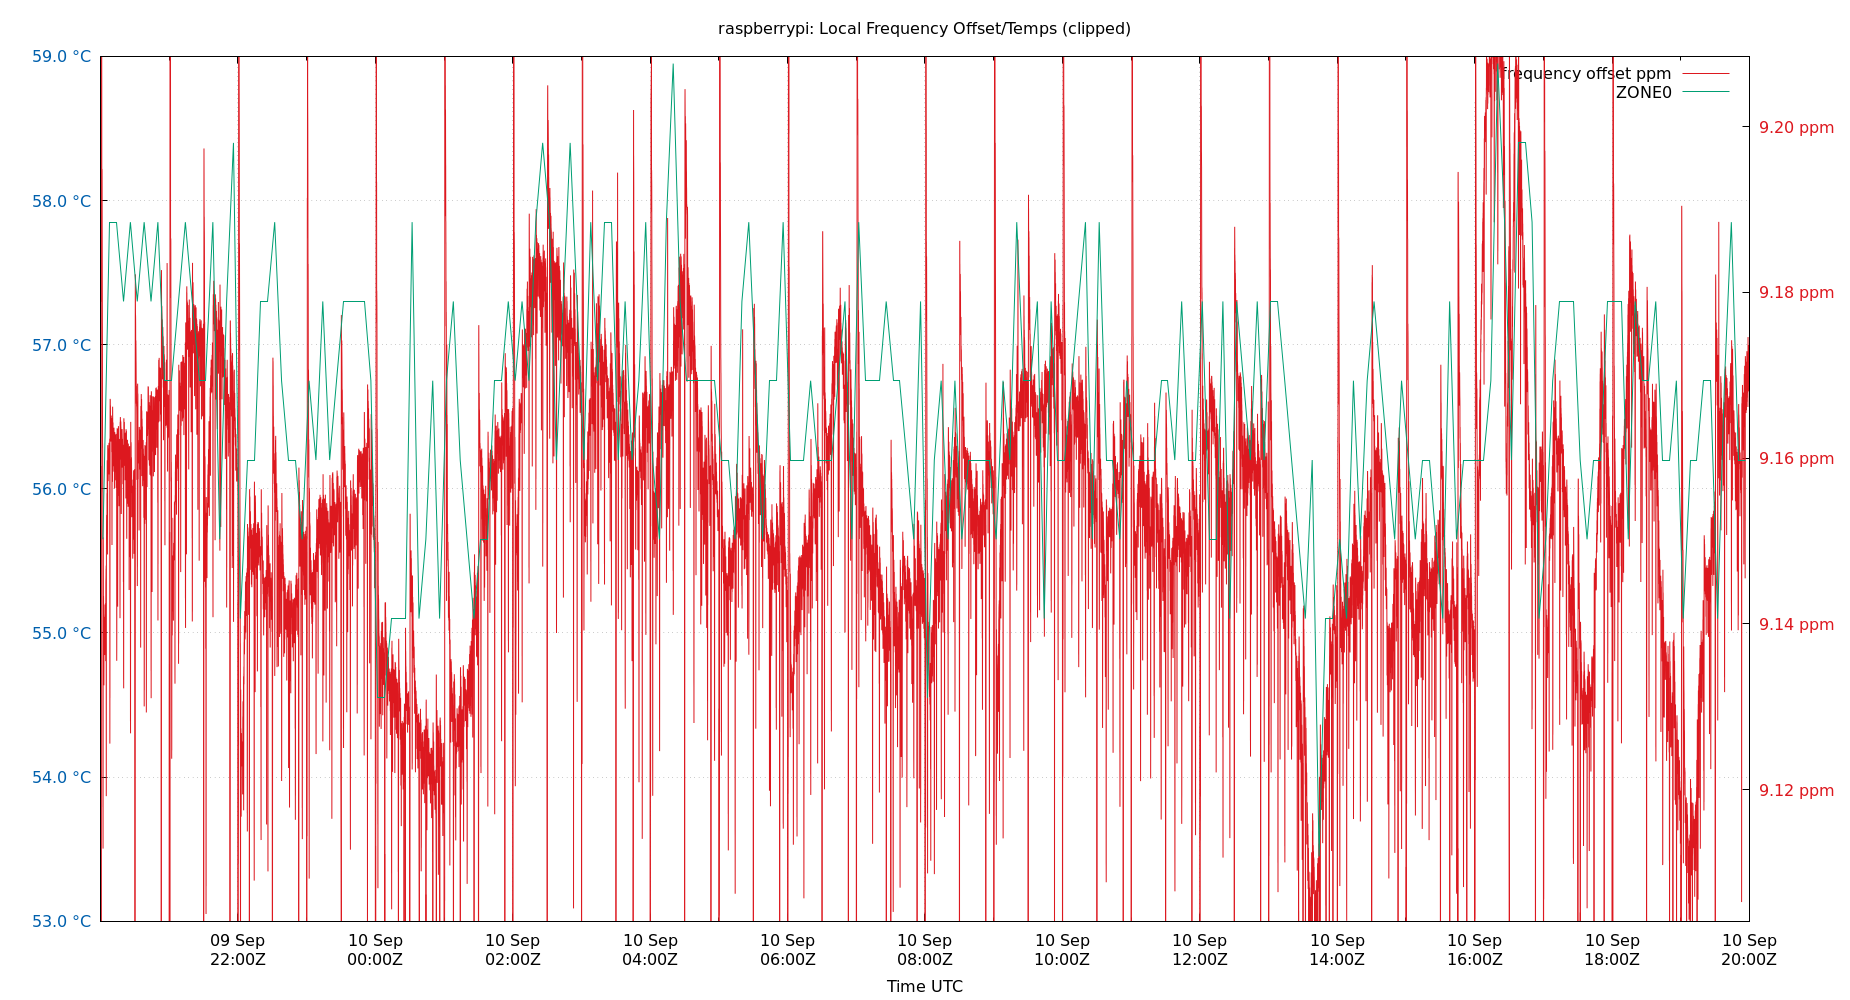 raspberrypi: Local Frequency Offset/Temps (clipped)
59.0 °C
58.0 °C
57.0 °C
56.0 °C
55.0 °C
54.0 °C
53.0 °C
frequency offset ppm
ZONE0
9.20 ppm
9.18 ppm
9.16 ppm
9.14 ppm
9.12 ppm
09 Sep 10 Sep 10 Sep 10 Sep 10 Sep 10 Sep 10 Sep 10 Sep 10 Sep 10 Sep 10 Sep 10 Sep
22:00Z 00:00Z 02:00Z 04:00Z 06:00Z 08:00Z 10:00Z 12:00Z 14:00Z 16:00Z 18:00Z 20:00Z
Time UTC